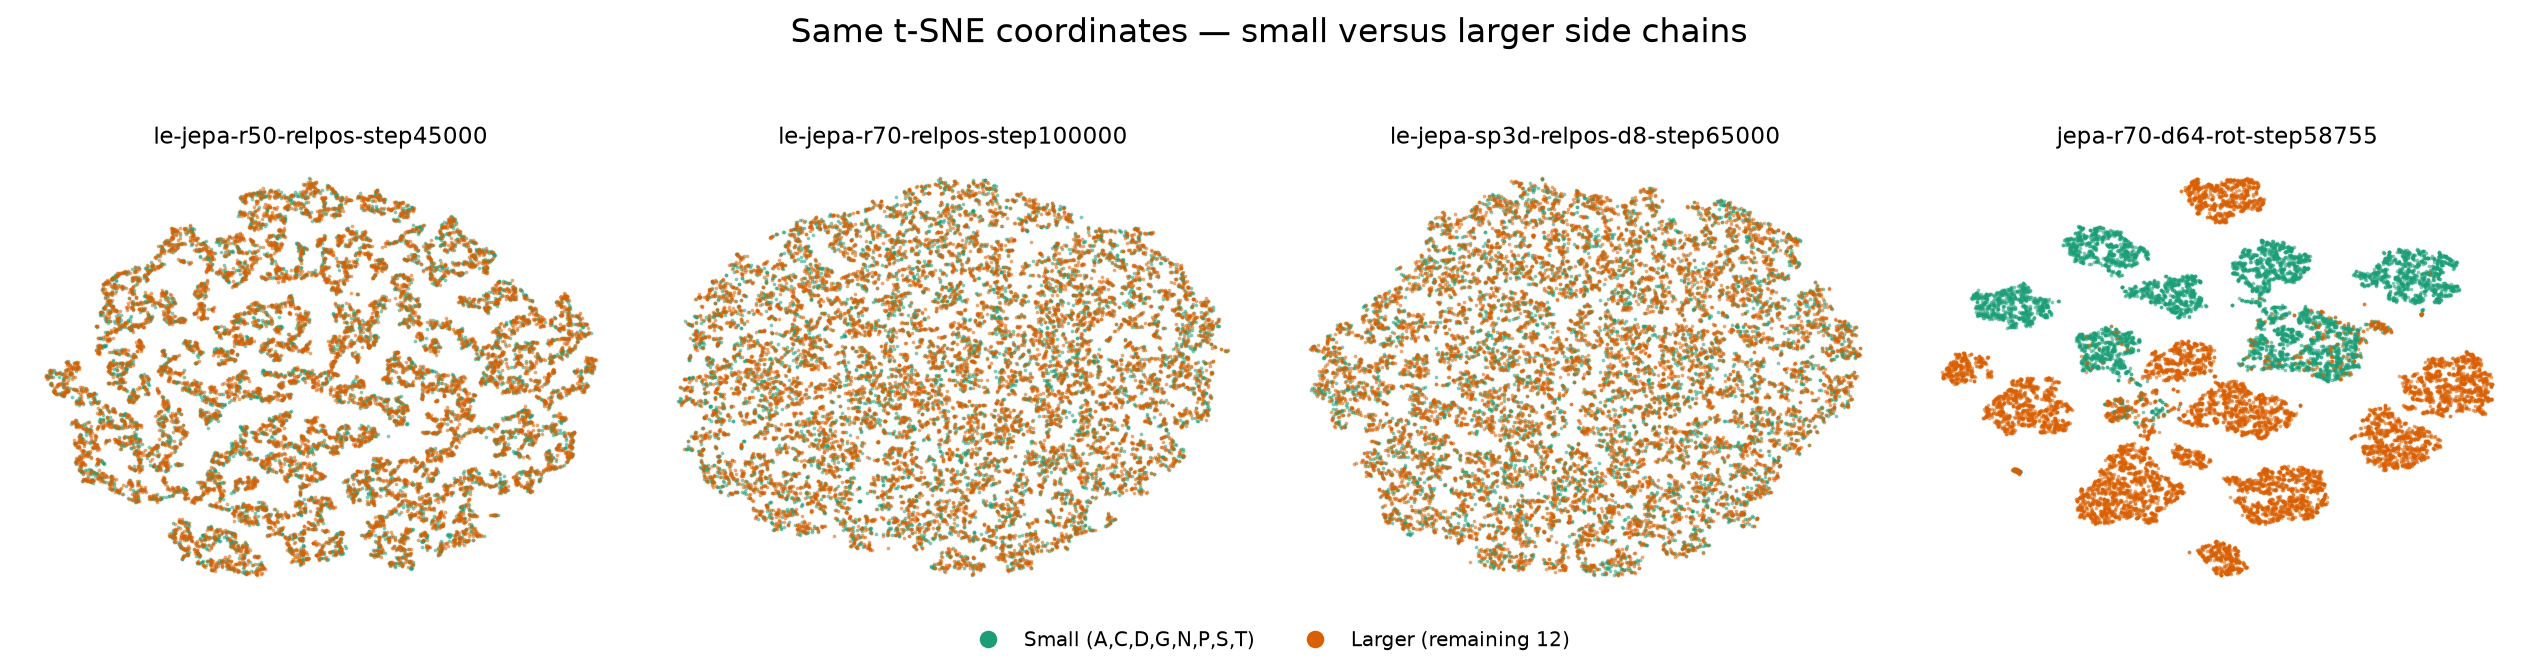 Same t-SNE coordinates — small versus larger side chains
le-jepa-r50-relpos-step45000
le-jepa-r70-relpos-step100000
le-jepa-sp3d-relpos-d8-step65000
jepa-r70-d64-rot-step58755
Small (A,C,D,G,N,P,S,T)
Larger (remaining 12)